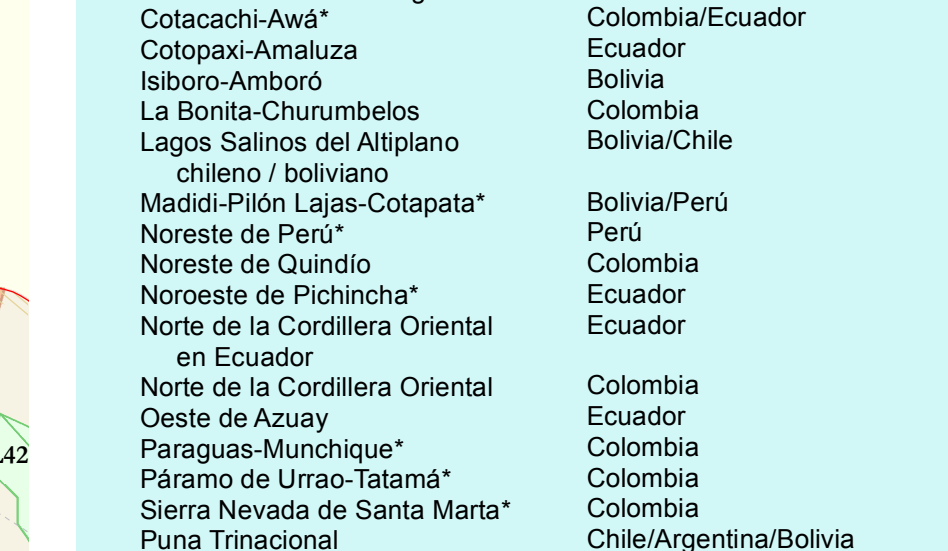 Cotacachi-Awá* Colombia/Ecuador
Cotopaxi-Amaluza Ecuador
Isiboro-Amboró Bolivia
La Bonita-Churumbelos Colombia
Lagos Salinos del Altiplano Bolivia/Chile
chileno / boliviano
Madidi-Pilón Lajas-Cotapata* Bolivia/Perú
Noreste de Perú* Perú
Noreste de Quindío Colombia
Noroeste de Pichincha* Ecuador
Norte de la Cordillera Oriental Ecuador
en Ecuador
Norte de la Cordillera Oriental Colombia
Oeste de Azuay Ecuador
Paraguas-Munchique* Colombia
42
Páramo de Urrao-Tatamá* Colombia
Sierra Nevada de Santa Marta* Colombia
Puna Trinacional Chile/Argentina/Bolivia